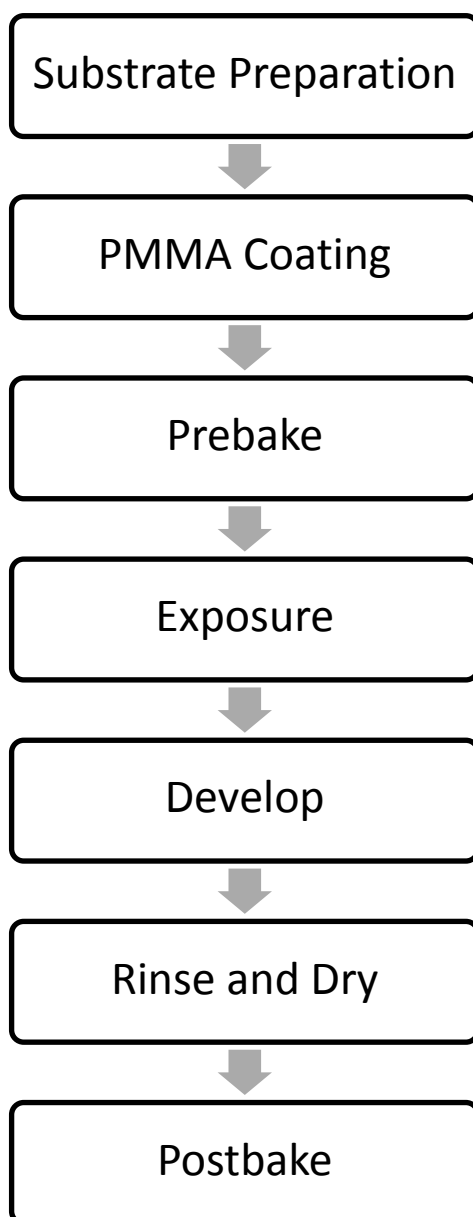 Substrate Preparation
PMMA Coating
Prebake
Exposure
Develop
Rinse and Dry
Postbake